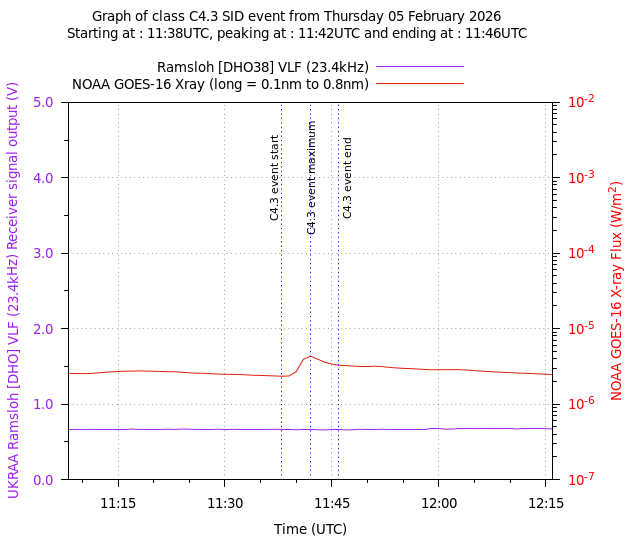 Graph of class C4.3 SID event from Thursday 05 February 2026
Starting at : 11:38UTC, peaking at : 11:42UTC and ending at : 11:46UTC
Ramsloh [DHO38] VLF (23.4kHz)
NOAA GOES-16 Xray (long = 0.1nm to 0.8nm)
UKRAA Ramsloh [DHO] VLF (23.4kHz) Receiver signal output (V)
5.0
4.0
3.0
2.0
1.0
0.0
C4.3 event start
C4.3 event maximum
C4.3 event end
10-2
10-3
10-4
10-5
10-6
10-7
NOAA GOES-16 X-ray Flux (W/m2)
11:15
11:30
11:45
12:00
12:15
Time (UTC)